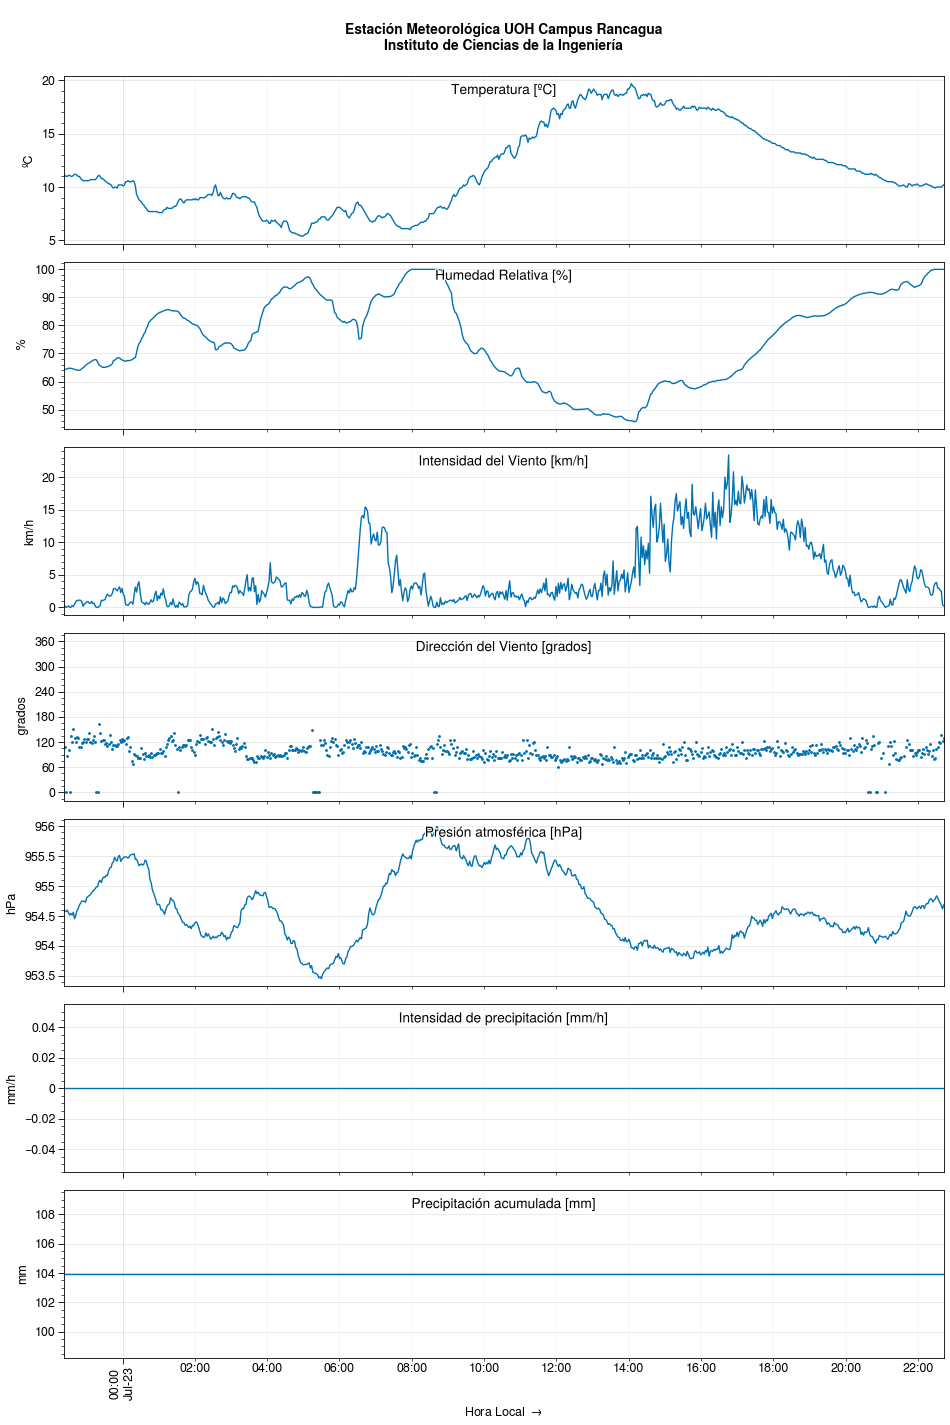 Estación Meteorológica UOH Campus Rancagua
Instituto de Ciencias de la Ingeniería
Temperatura [ºC]
20
15
10
5
ºC
Humedad Relativa [%]
100
90
80
70
60
50
%
Intensidad del Viento [km/h]
20
15
10
5
0
km/h
Dirección del Viento [grados]
360
300
240
180
120
60
0
grados
Presión atmosférica [hPa]
956
955.5
955
954.5
954
953.5
hPa
Intensidad de precipitación [mm/h]
0.04
0.02
0
−0.02
−0.04
mm/h
Precipitación acumulada [mm]
108
106
104
102
100
mm
00:00 02:00 04:00 06:00 08:00 10:00 12:00 14:00 16:00 18:00 20:00 22:00
Jul-23
Hora Local →